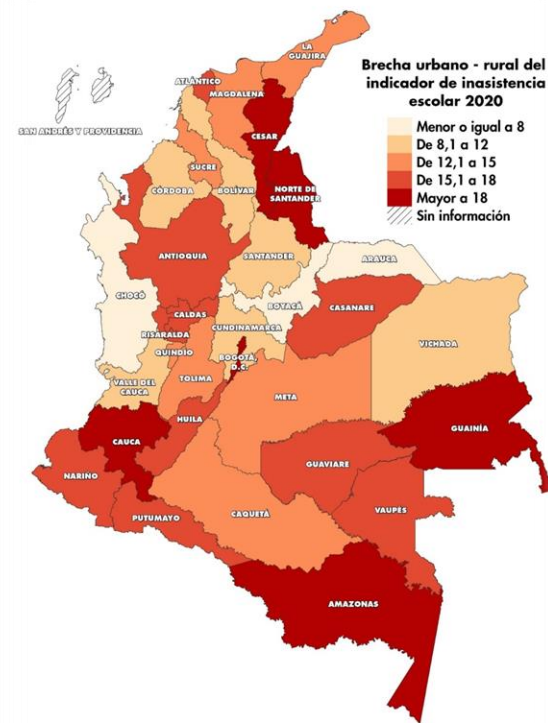 Brecha urbano - rural del
indicador de inasistencia
escolar 2020
Menor o igual a 8
De 8,1 a 12
De 12,1 a 15
De 15,1 a 18
Mayor a 18
Sin información
LA
GUAJIRA
ATLÁNTICO
MAGDALENA
SAN ANDRÉS Y PROVIDENCIA
CESAR
SUCRE
CÓRDOBA
BOLÍVAR
NORTE DE
SANTANDER
ANTIOQUIA
SANTANDER
ARAUCA
CHOCÓ
BOYACÁ
CASANARE
CALDAS
RISARALDA
CUNDINAMARCA
VICHADA
QUINDÍO
BOGOTÁ,
D.C.
VALLE DEL
CAUCA
TOLIMA
META
HUILA
CAUCA
GUAINÍA
NARIÑO
GUAVIARE
VAUPÉS
PUTUMAYO
CAQUETÁ
AMAZONAS